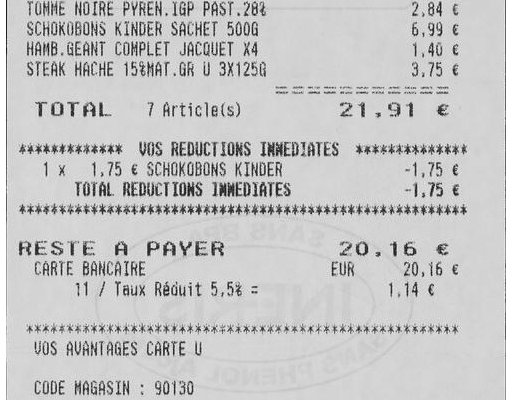 TOMME NOIRE PYREN.IGP PAST.28% 2,84 €
SCHOKOBONS KINDER SACHET 500G 6,99 €
HAMB.GEANT COMPLET JACQUET X4 1,40 €
STEAK HACHE 15%MAT.GR U 3X125G 3,75 €
===================
TOTAL 7 Article(s) 21,91 €
************* VOS REDUCTIONS IMMEDIATES **************
1 x 1,75 € SCHOKOBONS KINDER -1,75 €
TOTAL REDUCTIONS IMMEDIATES -1,75 €
********************************************************
RESTE A PAYER 20,16 €
CARTE BANCAIRE EUR 20,16 €
11 / Taux Réduit 5,5% = 1,14 €
******************************************************
VOS AVANTAGES CARTE U
CODE MAGASIN : 90130